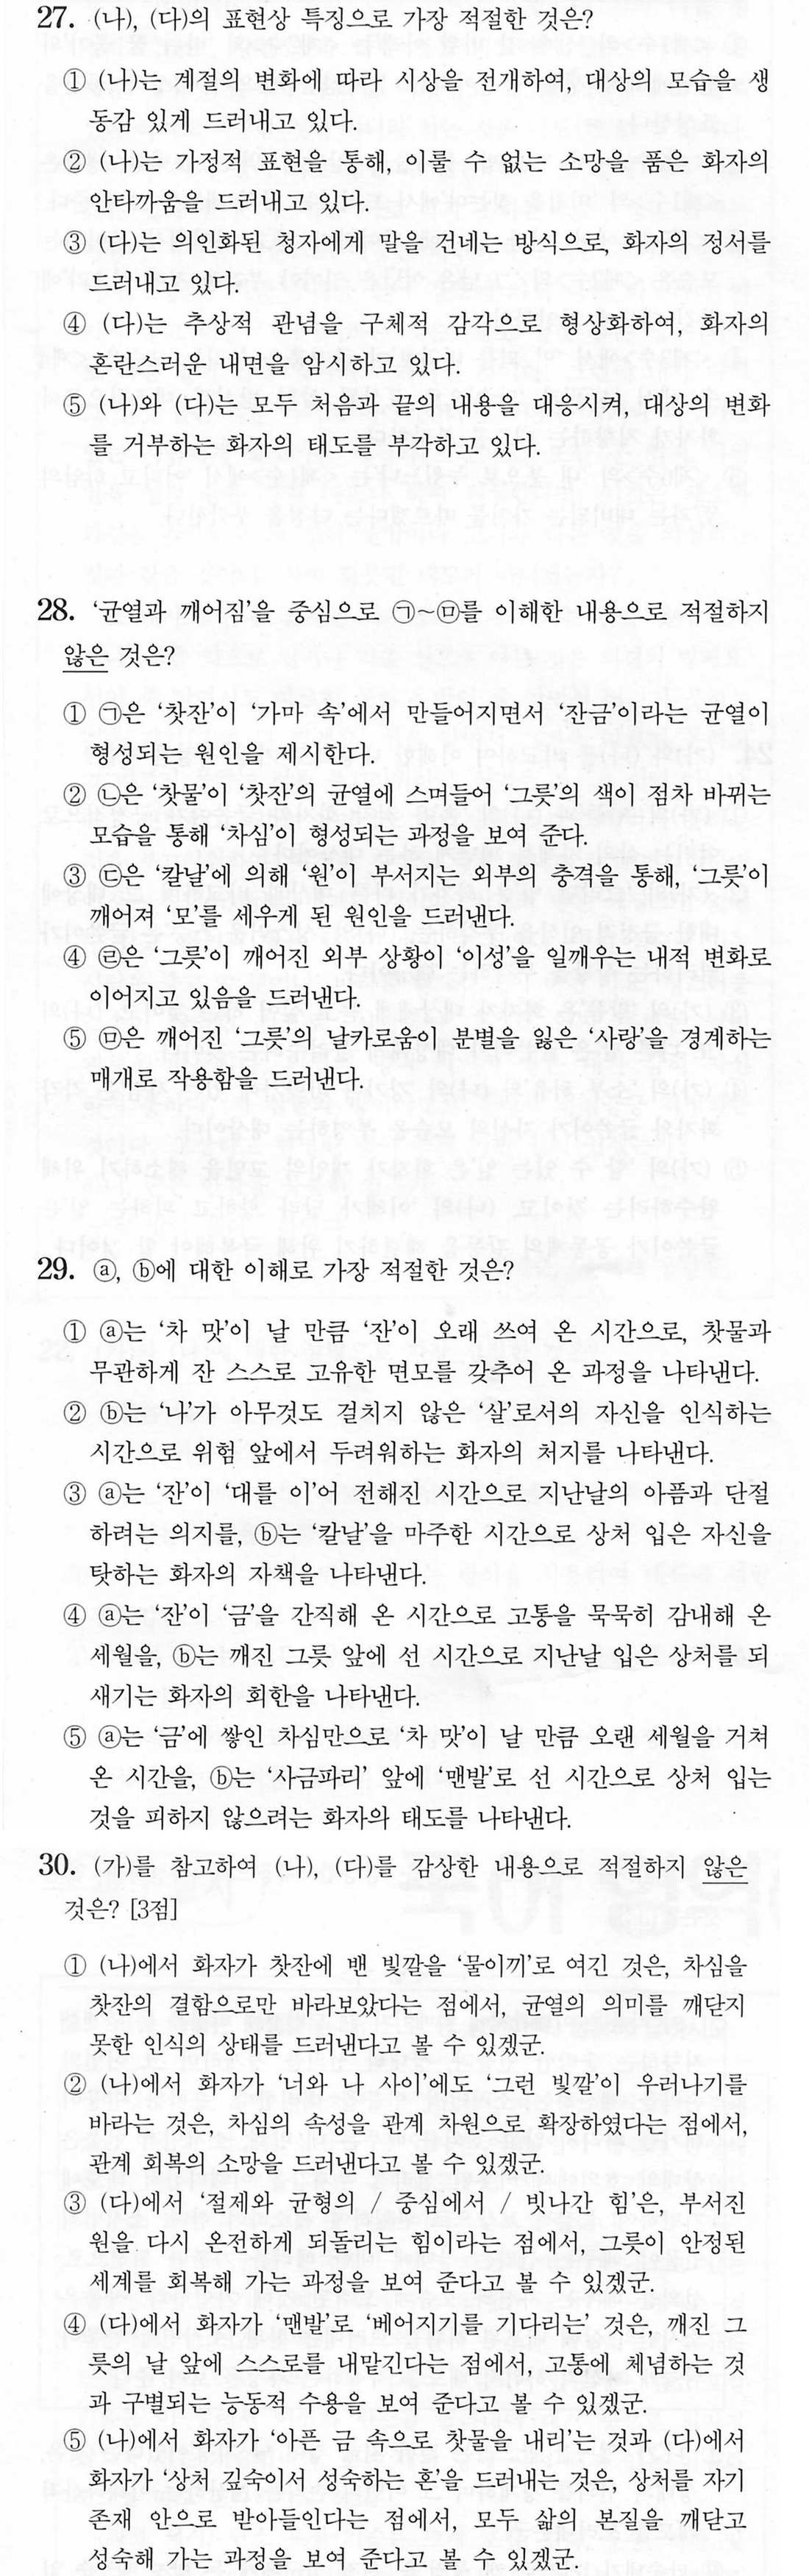 27. (나), (다)의 표현상 특징으로 가장 적절한 것은?
① (나)는 계절의 변화에 따라 시상을 전개하여, 대상의 모습을 생
동감 있게 드러내고 있다.
② (나)는 가정적 표현을 통해, 이룰 수 없는 소망을 품은 화자의
안타까움을 드러내고 있다.
③ (다)는 의인화된 청자에게 말을 건네는 방식으로, 화자의 정서를
드러내고 있다.
④ (다)는 추상적 관념을 구체적 감각으로 형상화하여, 화자의
혼란스러운 내면을 암시하고 있다.
⑤ (나)와 (다)는 모두 처음과 끝의 내용을 대응시켜, 대상의 변화
를 거부하는 화자의 태도를 부각하고 있다.
28. ‘균열과 깨어짐’을 중심으로 ㉠~㉤를 이해한 내용으로 적절하지
않은 것은?
① ㉠은 ‘찻잔’이 ‘가마 속’에서 만들어지면서 ‘잔금’이라는 균열이
형성되는 원인을 제시한다.
② ㉡은 ‘찻물’이 ‘찻잔’의 균열에 스며들어 ‘그릇’의 색이 점차 바뀌는
모습을 통해 ‘차심’이 형성되는 과정을 보여 준다.
③ ㉢은 ‘칼날’에 의해 ‘원’이 부서지는 외부의 충격을 통해, ‘그릇’이
깨어져 ‘모’를 세우게 된 원인을 드러낸다.
④ ㉣은 ‘그릇’이 깨어진 외부 상황이 ‘이성’을 일깨우는 내적 변화로
이어지고 있음을 드러낸다.
⑤ ㉤은 깨어진 ‘그릇’의 날카로움이 분별을 잃은 ‘사랑’을 경계하는
매개로 작용함을 드러낸다.
29. ⓐ, ⓑ에 대한 이해로 가장 적절한 것은?
① ⓐ는 ‘차 맛’이 날 만큼 ‘잔’이 오래 쓰여 온 시간으로, 찻물과
무관하게 잔 스스로 고유한 면모를 갖추어 온 과정을 나타낸다.
② ⓑ는 ‘나’가 아무것도 걸치지 않은 ‘살’로서의 자신을 인식하는
시간으로 위험 앞에서 두려워하는 화자의 처지를 나타낸다.
③ ⓐ는 ‘잔’이 ‘대를 이’어 전해진 시간으로 지난날의 아픔과 단절
하려는 의지를, ⓑ는 ‘칼날’을 마주한 시간으로 상처 입은 자신을
탓하는 화자의 자책을 나타낸다.
④ ⓐ는 ‘잔’이 ‘금’을 간직해 온 시간으로 고통을 묵묵히 감내해 온
세월을, ⓑ는 깨진 그릇 앞에 선 시간으로 지난날 입은 상처를 되
새기는 화자의 회한을 나타낸다.
⑤ ⓐ는 ‘금’에 쌓인 차심만으로 ‘차 맛’이 날 만큼 오랜 세월을 거쳐
온 시간을, ⓑ는 ‘사금파리’ 앞에 ‘맨발’로 선 시간으로 상처 입는
것을 피하지 않으려는 화자의 태도를 나타낸다.
30. (가)를 참고하여 (나), (다)를 감상한 내용으로 적절하지 않은
것은? [3점]
① (나)에서 화자가 찻잔에 밴 빛깔을 ‘물이끼’로 여긴 것은, 차심을
찻잔의 결함으로만 바라보았다는 점에서, 균열의 의미를 깨닫지
못한 인식의 상태를 드러낸다고 볼 수 있겠군.
② (나)에서 화자가 ‘너와 나 사이’에도 ‘그런 빛깔’이 우러나기를
바라는 것은, 차심의 속성을 관계 차원으로 확장하였다는 점에서,
관계 회복의 소망을 드러낸다고 볼 수 있겠군.
③ (다)에서 ‘절제와 균형의 / 중심에서 / 빗나간 힘’은, 부서진
원을 다시 온전하게 되돌리는 힘이라는 점에서, 그릇이 안정된
세계를 회복해 가는 과정을 보여 준다고 볼 수 있겠군.
④ (다)에서 화자가 ‘맨발’로 ‘베어지기를 기다리는’ 것은, 깨진 그
릇의 날 앞에 스스로를 내맡긴다는 점에서, 고통에 체념하는 것
과 구별되는 능동적 수용을 보여 준다고 볼 수 있겠군.
⑤ (나)에서 화자가 ‘아픈 금 속으로 찻물을 내리’는 것과 (다)에서
화자가 ‘상처 깊숙이서 성숙하는 혼’을 드러내는 것은, 상처를 자기
존재 안으로 받아들인다는 점에서, 모두 삶의 본질을 깨닫고
성숙해 가는 과정을 보여 준다고 볼 수 있겠군.